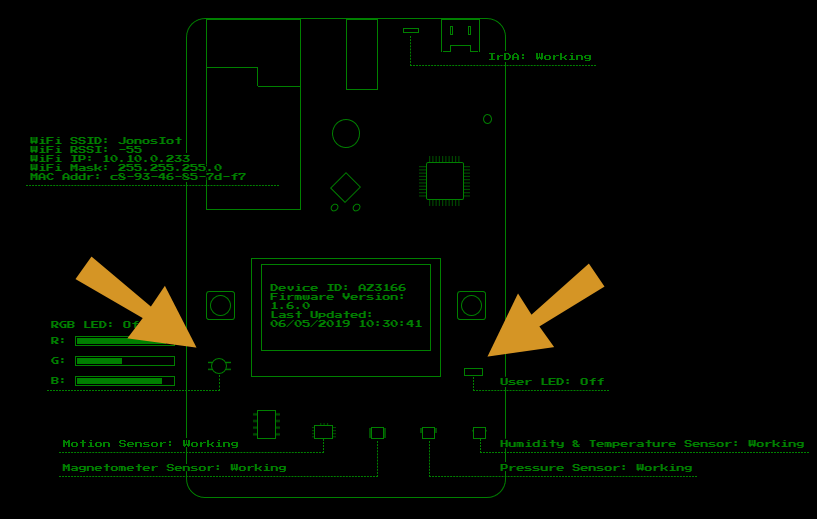 IrDA: Working
WiFi SSID: JonosIot
WiFi RSSI: -55
WiFi IP: 10.10.0.233
WiFi Mask: 255.255.255.0
MAC Addr: c8-93-46-85-7d-f7
Device ID: AZ3166
Firmware Version:
1.6.0
Last Updated:
06/05/2019 10:30:41
RGB LED:
R:
G:
B:
User LED: Off
Motion Sensor: Working
Humidity & Temperature Sensor: Working
Magnetometer Sensor: Working
Pressure Sensor: Working